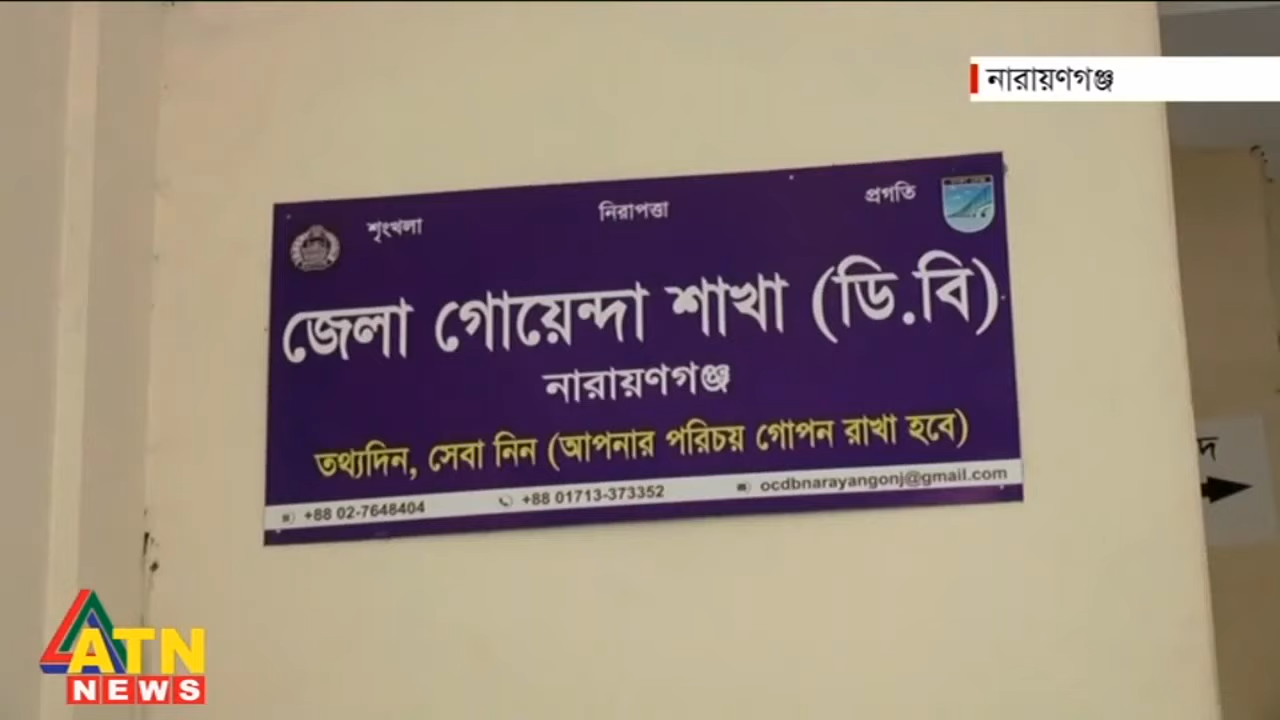 নারায়ণগঞ্জ
শৃংখলা নিরাপত্তা প্রগতি
জেলা গোয়েন্দা শাখা (ডি.বি)
নারায়ণগঞ্জ
তথ্যদিন, সেবা নিন (আপনার পরিচয় গোপন রাখা হবে)
+88 02-7648404 +88 01713-373352 ocdbnarayangonj@gmail.com
ATN
NEWS